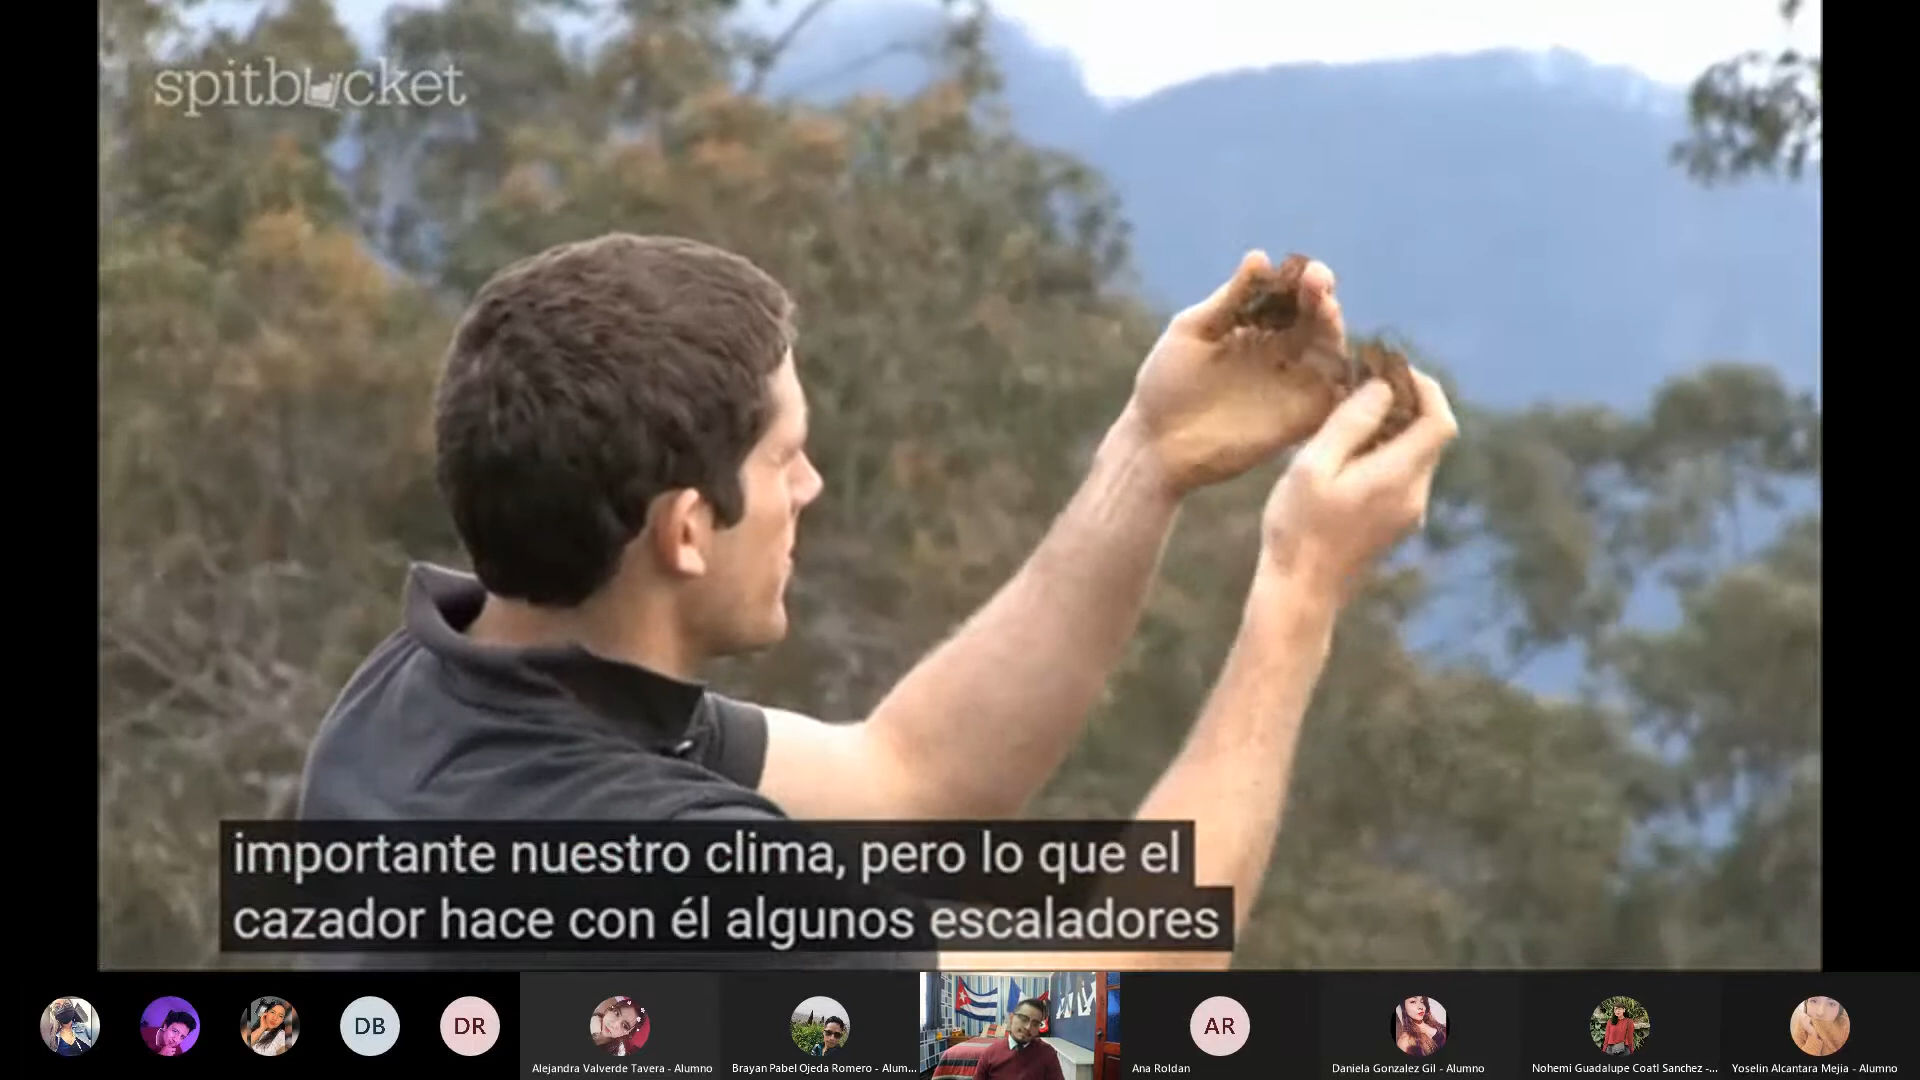 spitbucket
importante nuestro clima, pero lo que el
cazador hace con él algunos escaladores
DB
DR
AR
Alejandra Valverde Tavera - Alumno
Brayan Pabel Ojeda Romero - Alum...
Ana Roldan
Daniela Gonzalez Gil - Alumno
Nohemi Guadalupe Coatl Sanchez -...
Yoselin Alcantara Mejia - Alumno